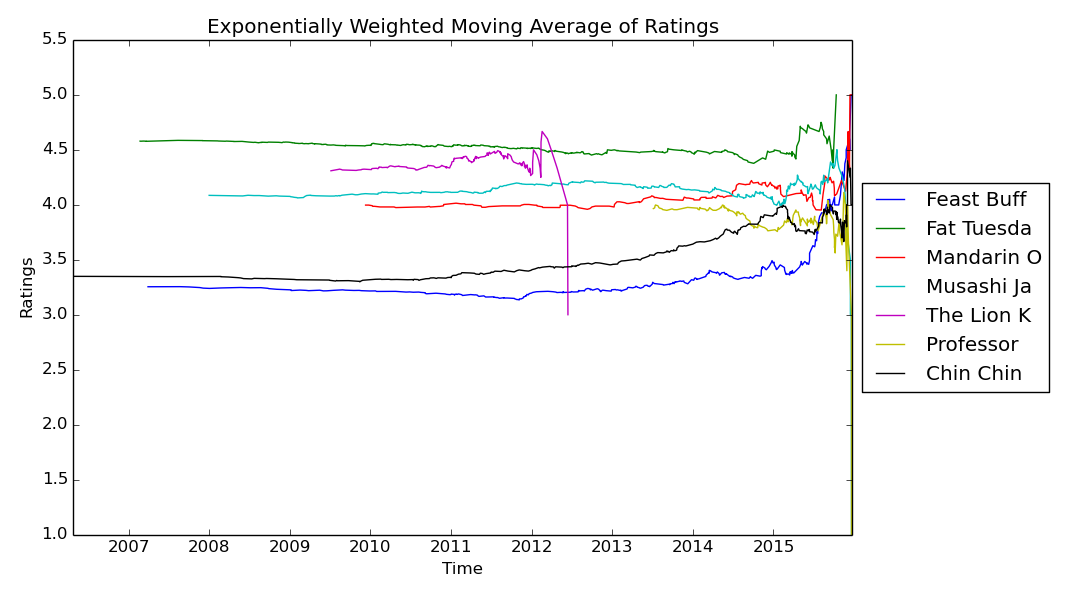 Exponentially Weighted Moving Average of Ratings
5.5
5.0
4.5
4.0
3.5
3.0
2.5
2.0
1.5
1.0
Ratings
2007 2008 2009 2010 2011 2012 2013 2014 2015
Time
Feast Buff
Fat Tuesda
Mandarin O
Musashi Ja
The Lion K
Professor
Chin Chin